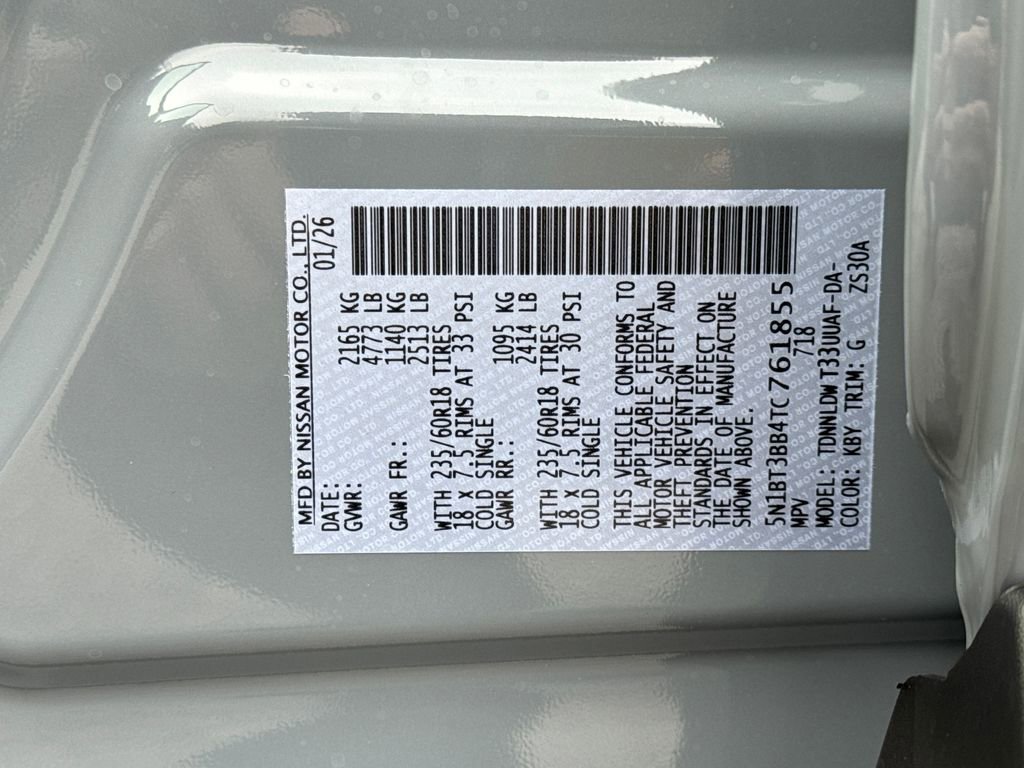 MFD BY NISSAN MOTOR CO., LTD.
DATE: 01/26
GVWR: 2165 KG
4773 LB
GAWR FR.: 1140 KG
2513 LB
WITH 235/60R18 TIRES
18 X 7.5 RIMS AT 33 PSI
COLD SINGLE
GAWR RR.: 1095 KG
2414 LB
WITH 235/60R18 TIRES
18 X 7.5 RIMS AT 30 PSI
COLD SINGLE
THIS VEHICLE CONFORMS TO
ALL APPLICABLE FEDERAL
MOTOR VEHICLE SAFETY AND
THEFT PREVENTION
STANDARDS IN EFFECT ON
THE DATE OF MANUFACTURE
SHOWN ABOVE.
5N1BT3BB4TC761855
MPV 718
MODEL: TDNNLDW T33UUAF-DA-
COLOR: KBY TRIM: G ZS30A